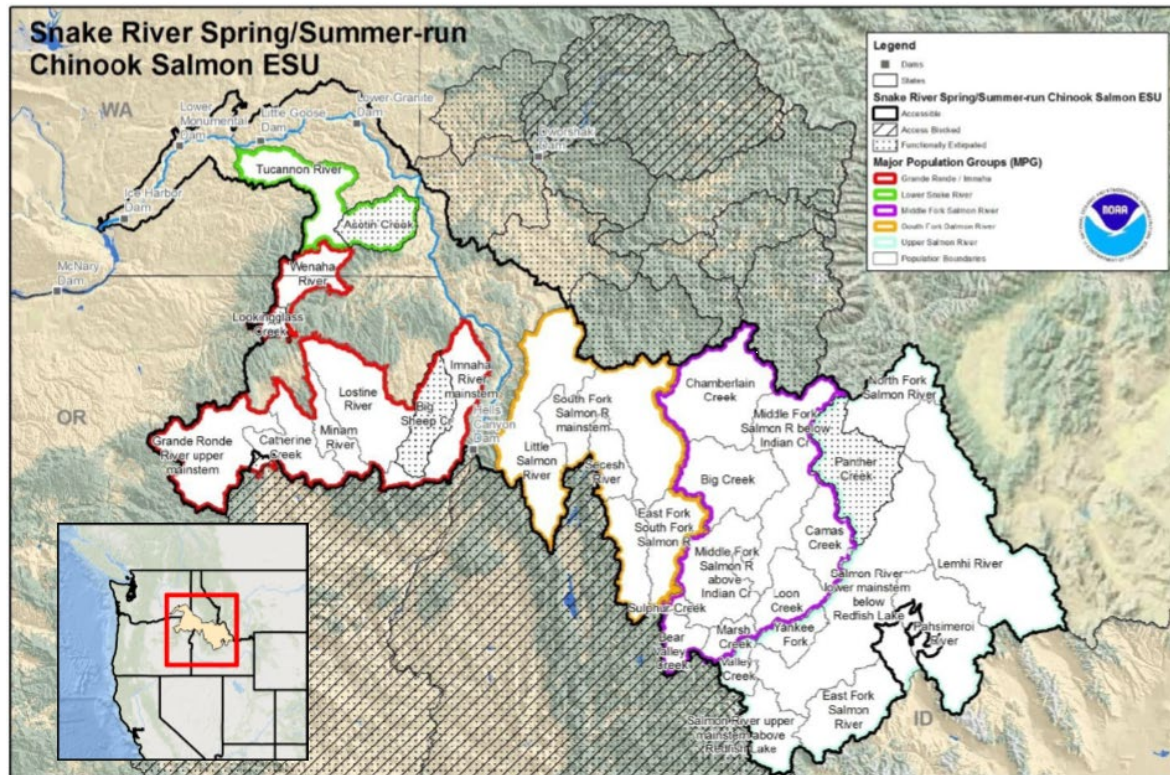 Snake River Spring/Summer-run
Chinook Salmon ESU
Legend
Dams
States
Snake River Spring/Summer-run Chinook Salmon ESU
Accessible
Access Blocked
Functionally Extirpated
Major Population Groups (MPG)
Grande Ronde / Imnaha
Lower Snake River
Middle Fork Salmon River
South Fork Salmon River
Upper Salmon River
Population Boundaries
NOAA
WA
Lower
Monumental
Dam
Little Goose
Dam
Lower Granite
Dam
Dworshak
Dam
Ice Harbor
Dam
McNary
Dam
Tucannon River
Asotin Creek
Wenaha
River
Lookingglass
Creek
OR
Grande Ronde
River upper
mainstem
Catherine
Creek
Minam
River
Lostine
River
Big
Sheep Cr
Imnaha
River
mainstem
Hells
Canyon
Dam
Little
Salmon
River
South Fork
Salmon R
mainstem
Secesh
River
East Fork
South Fork
Salmon R
Chamberlain
Creek
Middle Fork
Salmon R below
Indian Cr
Big Creek
Middle Fork
Salmon R
above
Indian Cr
Camas
Creek
Loon
Creek
Sulphur Creek
Bear
Valley
Creek
Marsh
Creek
Valley
Creek
Yankee
Fork
North Fork
Salmon River
Panther
Creek
Lemhi River
Salmon River
lower mainstem
below
Redfish Lake
Pahsimeroi
River
East Fork
Salmon
River
Salmon River upper
mainstem above
Redfish Lake
ID